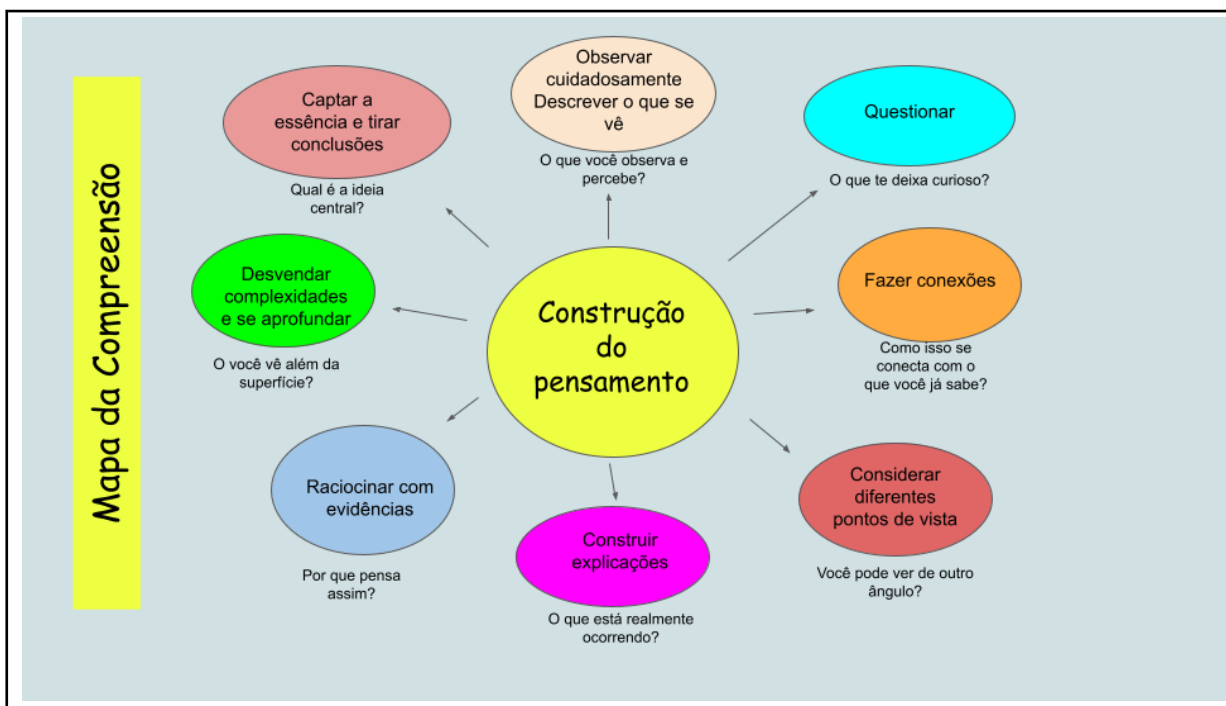 Mapa da Compreensão
Captar a
essência e tirar
conclusões
Qual é a ideia
central?
Observar
cuidadosamente
Descrever o que se
vê
O que você observa e
percebe?
Questionar
O que te deixa curioso?
Desvendar
complexidades
e se aprofundar
O você vê além da
superfície?
Construção
do
pensamento
Fazer conexões
Como isso se
conecta com o
que você já sabe?
Raciocinar com
evidências
Por que pensa
assim?
Construir
explicações
O que está realmente
ocorrendo?
Considerar
diferentes
pontos de vista
Você pode ver de outro
ângulo?